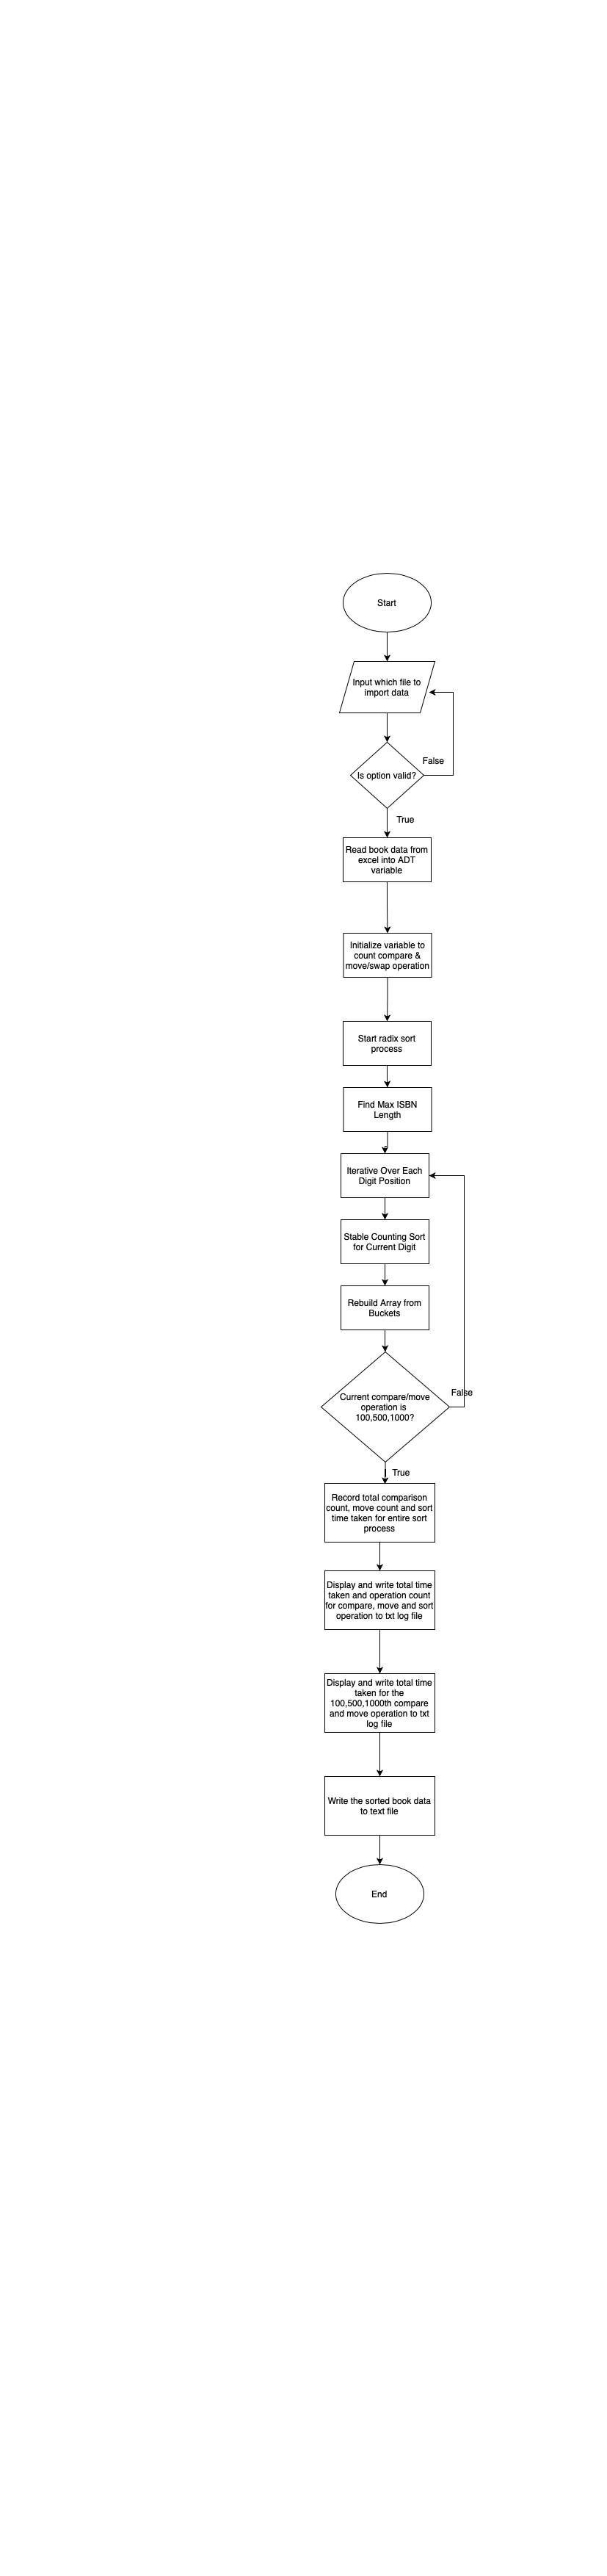 Start
Input which file to
import data
False
Is option valid?
True
Read book data from
excel into ADT
variable
Initialize variable to
count compare &
move/swap operation
Start radix sort
process
Find Max ISBN
Length
Iterative Over Each
Digit Position
Stable Counting Sort
for Current Digit
Rebuild Array from
Buckets
False
Current compare/move
operation is
100,500,1000?
True
Record total comparison
count, move count and sort
time taken for entire sort
process
Display and write total time
taken and operation count
for compare, move and sort
operation to txt log file
Display and write total time
taken for the
100,500,1000th compare
and move operation to txt
log file
Write the sorted book data
to text file
End